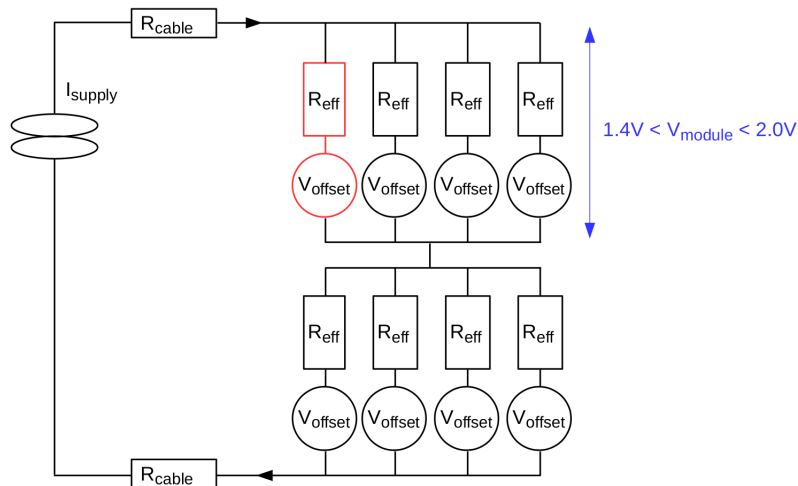 Rcable
Isupply
Reff Reff Reff Reff
1.4V < Vmodule < 2.0V
Voffset Voffset Voffset Voffset
Reff Reff Reff Reff
Voffset Voffset Voffset Voffset
Rcable